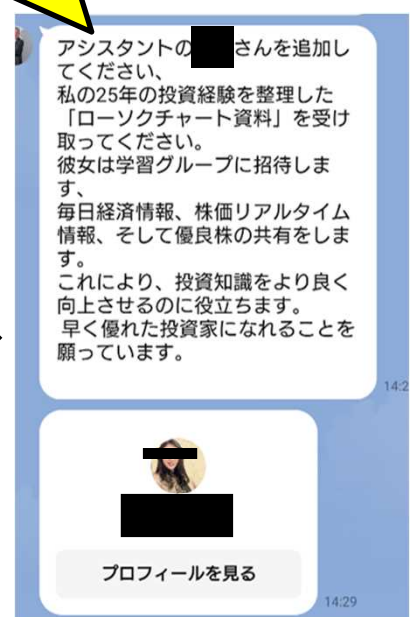 アシスタントの さんを追加し
てください、
私の25年の投資経験を整理した
「ローソクチャート資料」を受け
取ってください。
彼女は学習グループに招待しま
す、
毎日経済情報、株価リアルタイム
情報、そして優良株の共有をしま
す。
これにより、投資知識をより良く
向上させるのに役立ちます。
早く優れた投資家になれることを
願っています。
プロフィールを見る
14:29